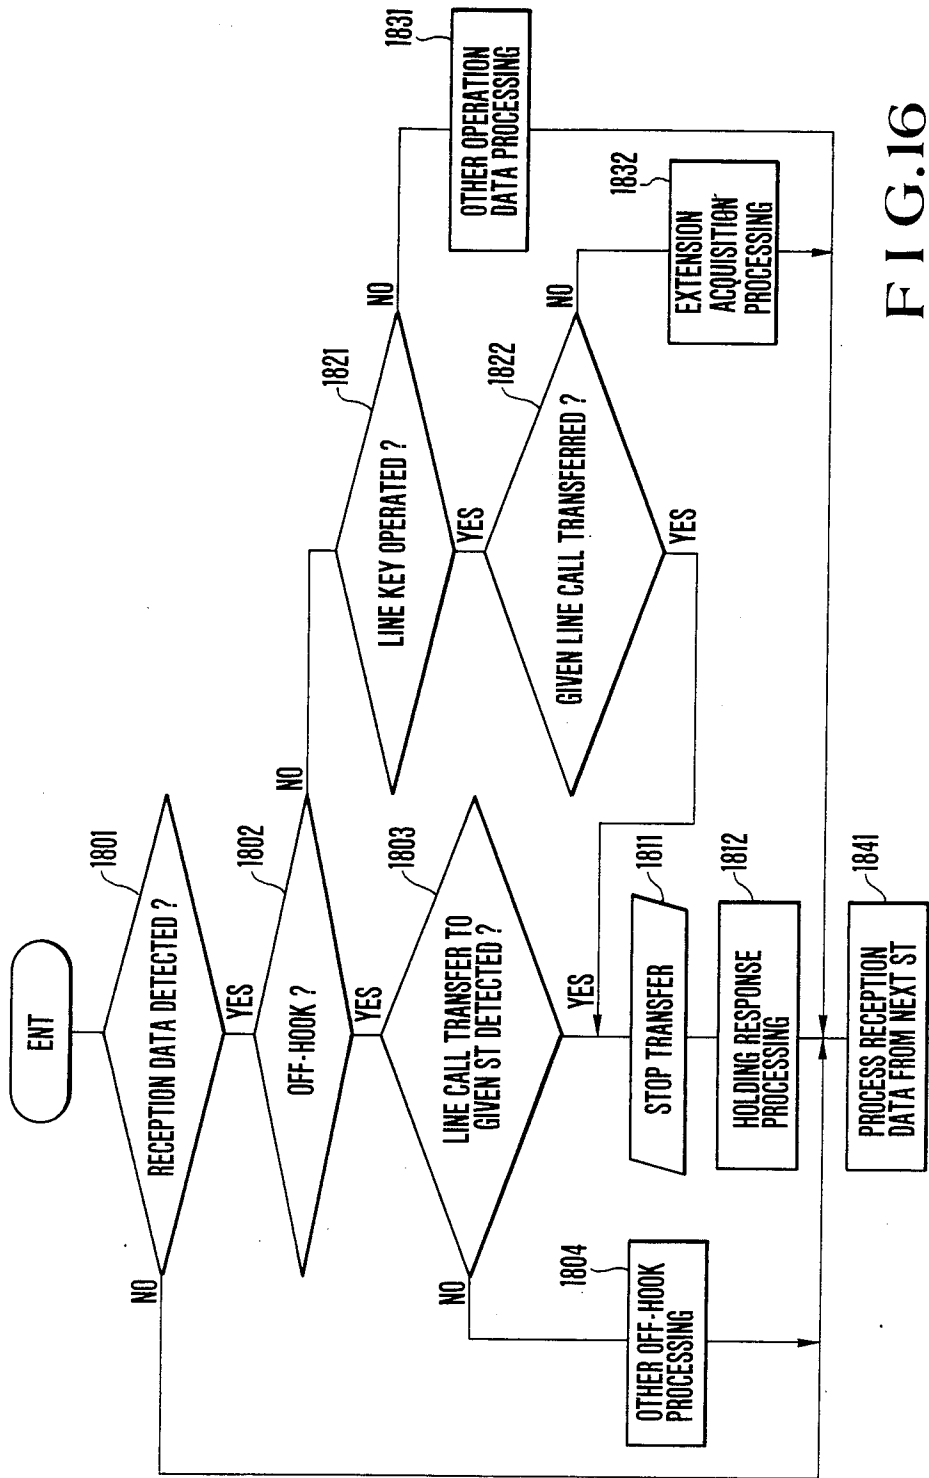 ENT
1801
RECEPTION DATA DETECTED ?
NO
YES
1802
OFF-HOOK ?
NO
YES
1803
LINE CALL TRANSFER TO
GIVEN ST DETECTED ?
NO
YES
1804
OTHER OFF-HOOK
PROCESSING
1811
STOP TRANSFER
1812
HOLDING RESPONSE
PROCESSING
1821
LINE KEY OPERATED ?
NO
YES
1822
GIVEN LINE CALL TRANSFERRED ?
NO
YES
1831
OTHER OPERATION
DATA PROCESSING
1832
EXTENSION
ACQUISITION
PROCESSING
1841
PROCESS RECEPTION
DATA FROM NEXT ST
FIG.16